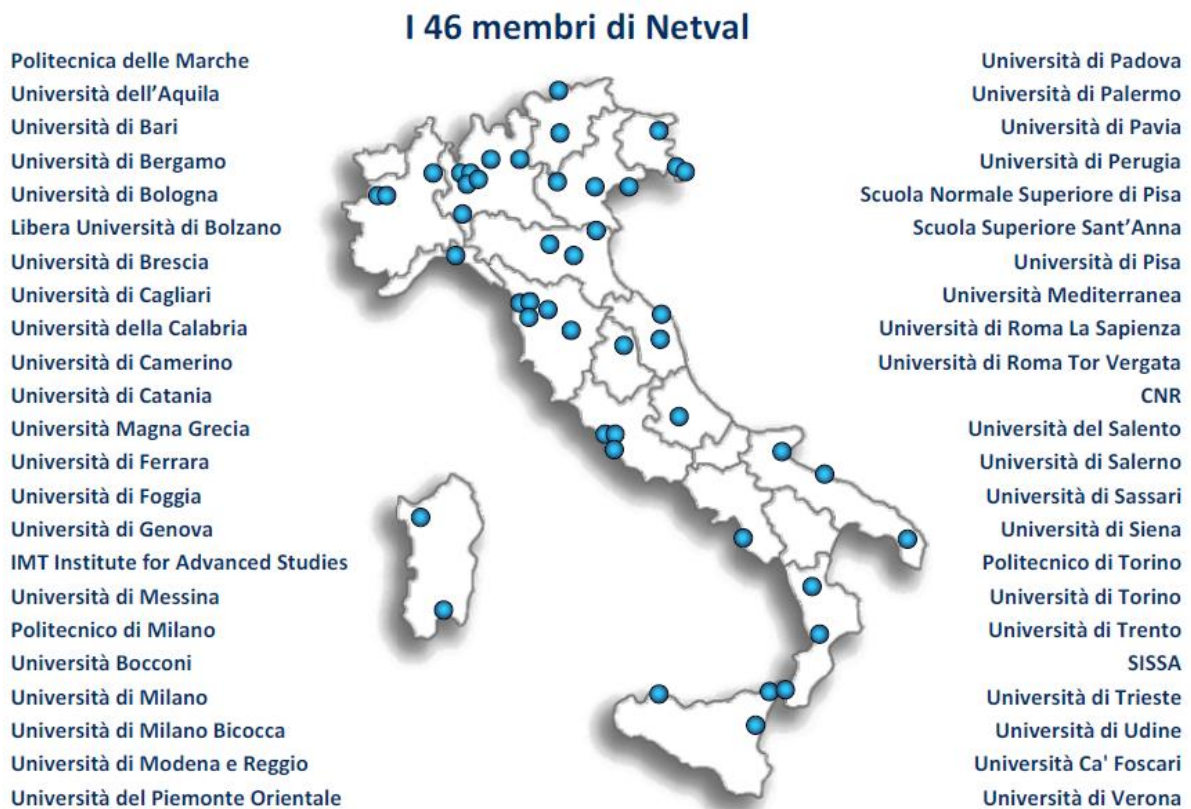 I 46 membri di Netval
Politecnica delle Marche
Università dell’Aquila
Università di Bari
Università di Bergamo
Università di Bologna
Libera Università di Bolzano
Università di Brescia
Università di Cagliari
Università della Calabria
Università di Camerino
Università di Catania
Università Magna Grecia
Università di Ferrara
Università di Foggia
Università di Genova
IMT Institute for Advanced Studies
Università di Messina
Politecnico di Milano
Università Bocconi
Università di Milano
Università di Milano Bicocca
Università di Modena e Reggio
Università del Piemonte Orientale
Università di Padova
Università di Palermo
Università di Pavia
Università di Perugia
Scuola Normale Superiore di Pisa
Scuola Superiore Sant’Anna
Università di Pisa
Università Mediterranea
Università di Roma La Sapienza
Università di Roma Tor Vergata
CNR
Università del Salento
Università di Salerno
Università di Sassari
Università di Siena
Politecnico di Torino
Università di Torino
Università di Trento
SISSA
Università di Trieste
Università di Udine
Università Ca' Foscari
Università di Verona